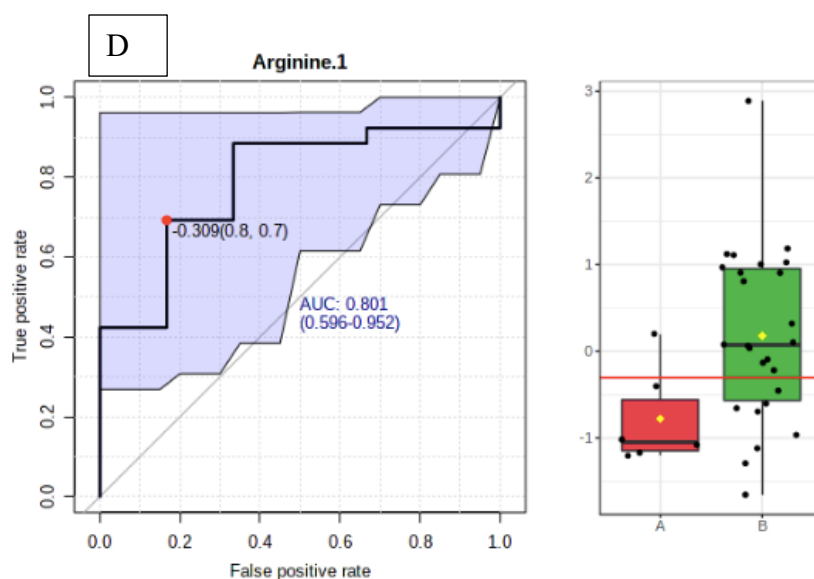 D
Arginine.1
1.0
0.8
0.6
0.4
0.2
0.0
True positive rate
-0.309(0.8, 0.7)
AUC: 0.801
(0.596-0.952)
0.0 0.2 0.4 0.6 0.8 1.0
False positive rate
3
2
1
0
-1
A B